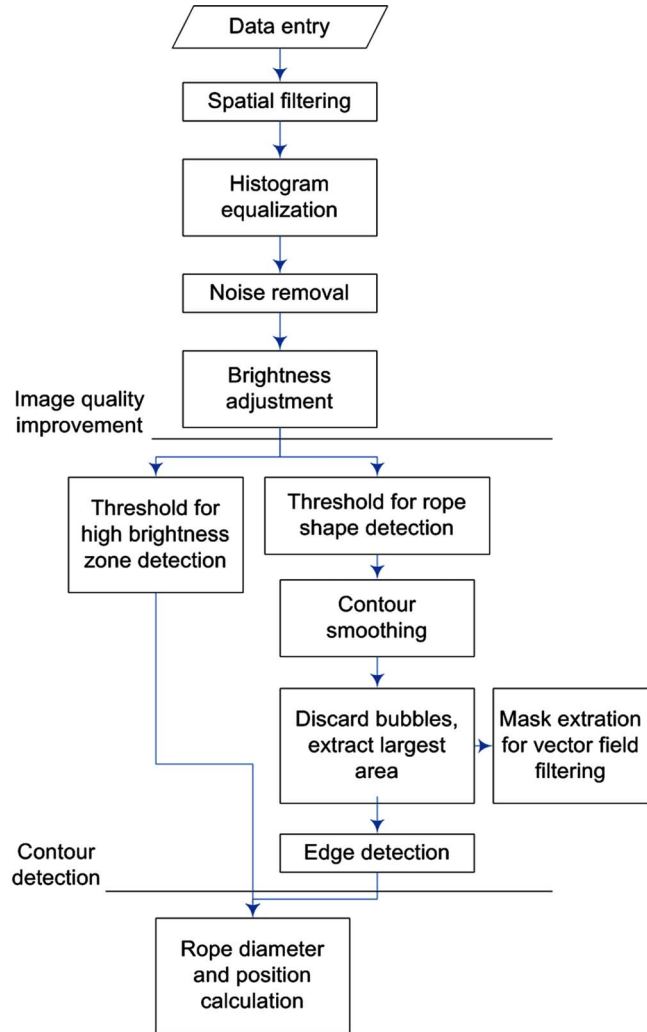 Data entry
Spatial filtering
Histogram
equalization
Noise removal
Brightness
adjustment
Image quality
improvement
Threshold for
high brightness
zone detection
Threshold for rope
shape detection
Contour
smoothing
Discard bubbles,
extract largest
area
Mask extration
for vector field
filtering
Edge detection
Contour
detection
Rope diameter
and position
calculation